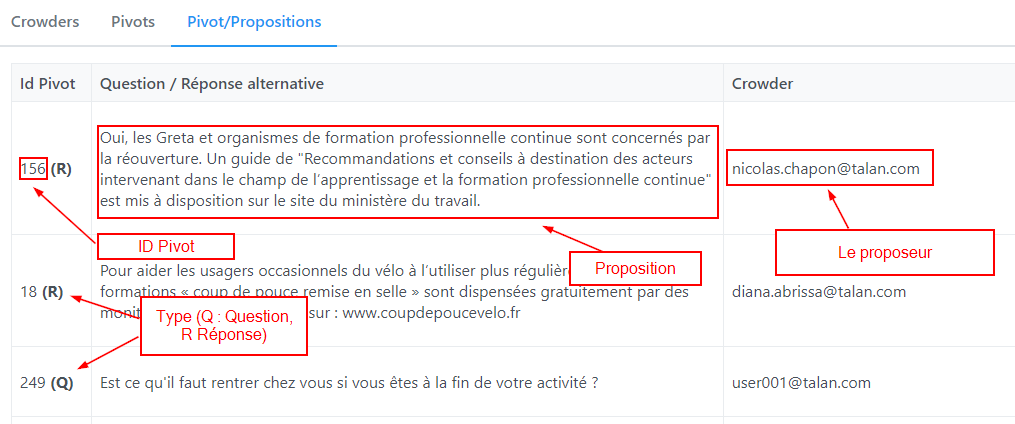 Crowders Pivots Pivot/Propositions
Id Pivot Question / Réponse alternative Crowder
Oui, les Greta et organismes de formation professionnelle continue sont concernés par
la réouverture. Un guide de "Recommandations et conseils à destination des acteurs
156 (R) intervenant dans le champ de l’apprentissage et la formation professionnelle continue" nicolas.chapon@talan.com
est mis à disposition sur le site du ministère du travail.
ID Pivot
Le proposeur
Proposition
Pour aider les usagers occasionnels du vélo à l’utiliser plus réguliè
18 (R) formations « coup de pouce remise en selle » sont dispensées gratuitement par des diana.abrissa@talan.com
monit sur : www.coupdepoucevelo.fr
Type (Q : Question,
R Réponse)
249 (Q) Est ce qu'il faut rentrer chez vous si vous êtes à la fin de votre activité ? user001@talan.com